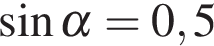 sin α = 0,5